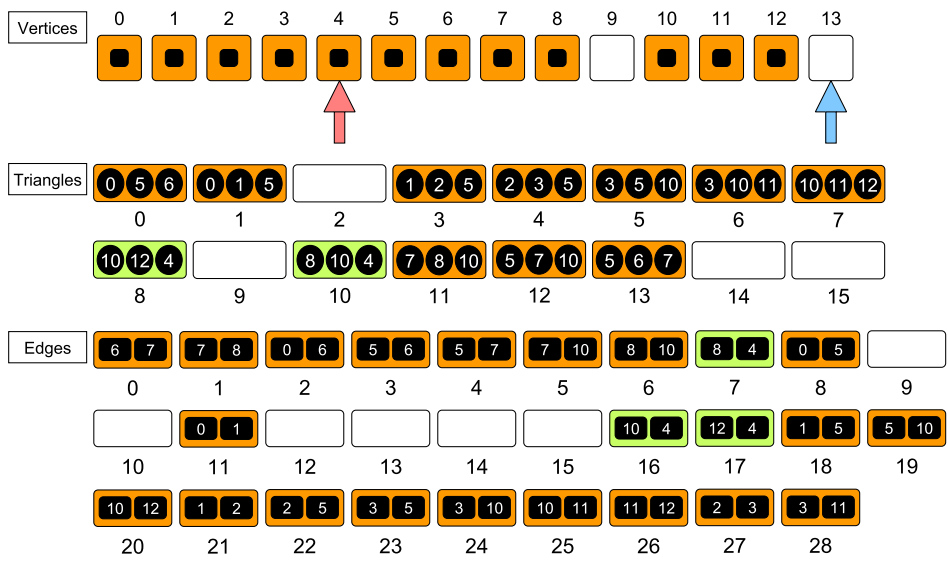 Vertices 0 1 2 3 4 5 6 7 8 9 10 11 12 13
Triangles 0 5 6 0 1 5 1 2 5 2 3 5 3 5 10 3 10 11 10 11 12
0 1 2 3 4 5 6 7
10 12 4 8 10 4 7 8 10 5 7 10 5 6 7
8 9 10 11 12 13 14 15
Edges 6 7 7 8 0 6 5 6 5 7 7 10 8 10 8 4 0 5
0 1 2 3 4 5 6 7 8 9
0 1 10 4 12 4 1 5 5 10
10 11 12 13 14 15 16 17 18 19
10 12 1 2 2 5 3 5 3 10 10 11 11 12 2 3 3 11
20 21 22 23 24 25 26 27 28